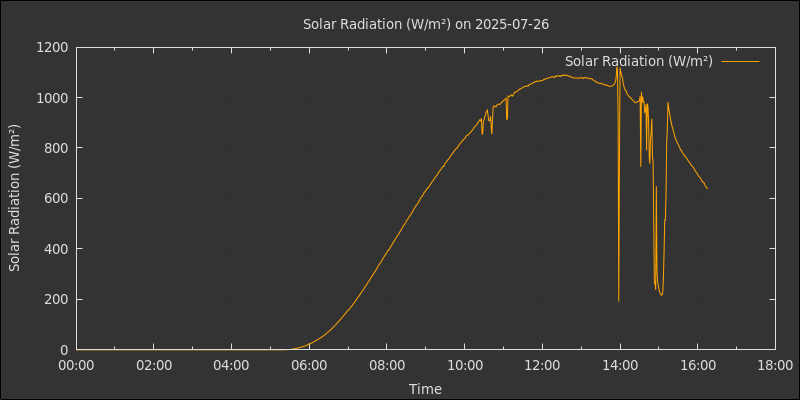 Solar Radiation (W/m²) on 2025-07-26
Solar Radiation (W/m²)
1200
1000
800
600
400
200
0
Solar Radiation (W/m²)
00:00 02:00 04:00 06:00 08:00 10:00 12:00 14:00 16:00 18:00
Time